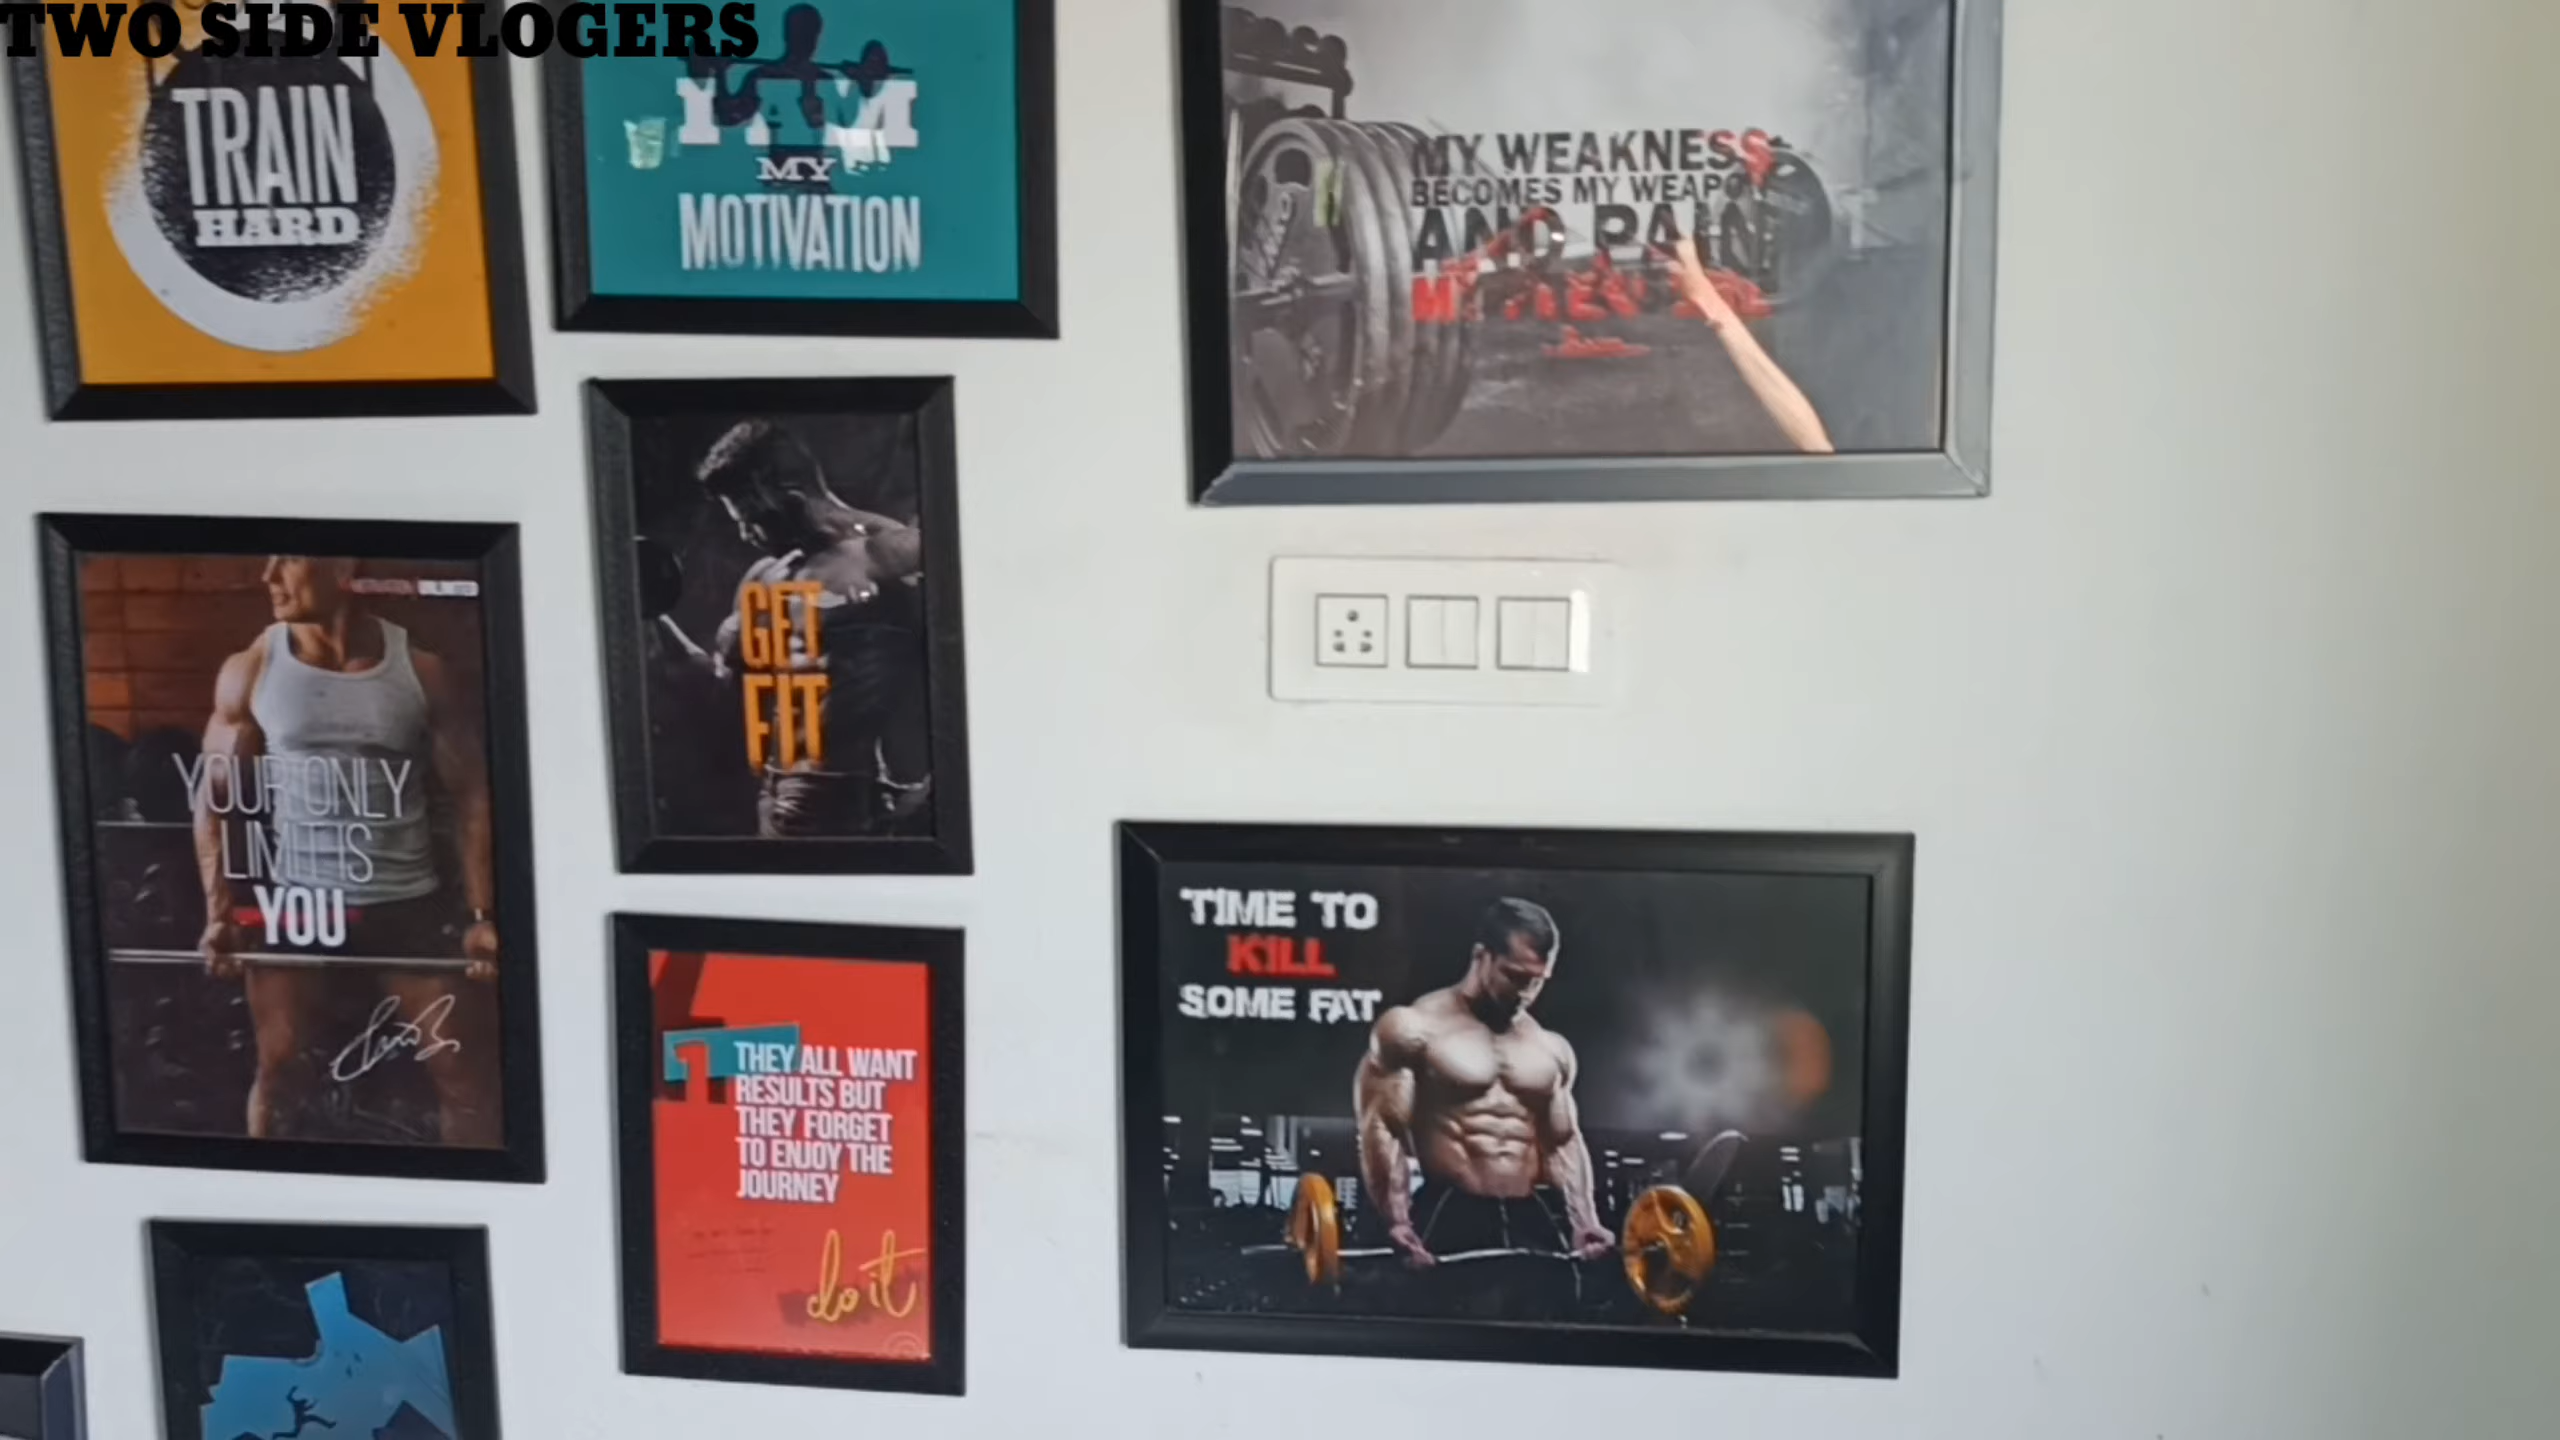 TWO SIDE VLOGERS
TRAIN
HARD
MY
MOTIVATION
MY WEAKNESS
BECOMES MY WEAPON
AND PAIN
GET
FIT
YOUR ONLY
LIMIT IS
YOU
TIME TO
KILL
SOME FAT
1
THEY ALL WANT
RESULTS BUT
THEY FORGET
TO ENJOY THE
JOURNEY
do it